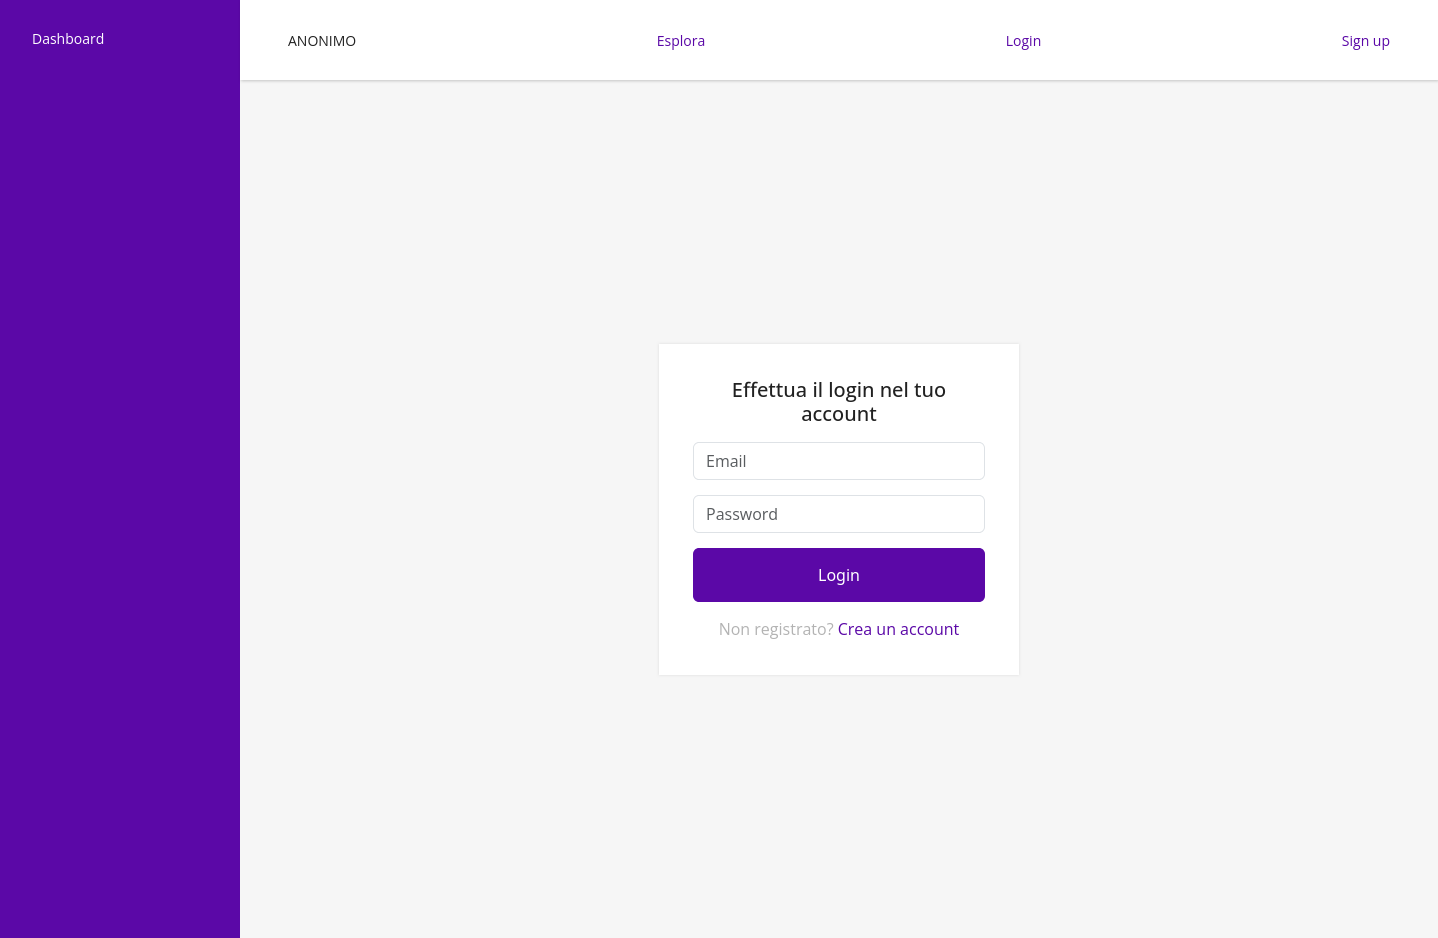 Dashboard
ANONIMO
Esplora
Login
Sign up
Effettua il login nel tuo
account
Email
Password
Login
Non registrato? Crea un account